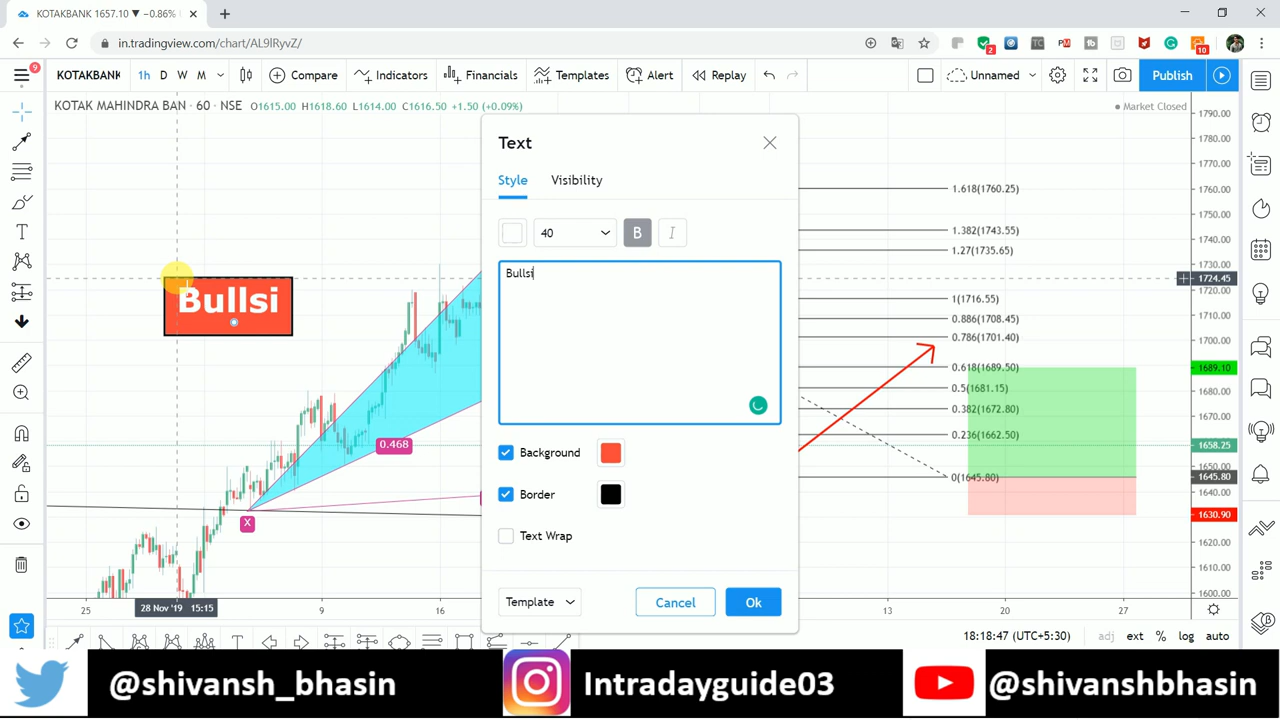 KOTAKBANK 1657.10 ▼ −0.86% U
in.tradingview.com/chart/AL9lRyvZ/
2
TC
PM
tb
10
9
KOTAKBANK
1h
D
W
M
Compare
Indicators
Financials
Templates
Alert
Replay
Unnamed
Publish
KOTAK MAHINDRA BAN · 60 · NSE O1615.00 H1618.60 L1614.00 C1616.50 +1.50 (+0.09%)
Market Closed
Text
Style
Visibility
40
B
I
Bullsi
Background
Border
Text Wrap
Template
Cancel
Ok
Bullsi
0.468
X
1.618(1760.25)
1.382(1743.55)
1.27(1735.65)
1(1716.55)
0.886(1708.45)
0.786(1701.40)
0.618(1689.50)
0.5(1681.15)
0.382(1672.80)
0.236(1662.50)
0(1645.80)
1790.00
1780.00
1770.00
1760.00
1750.00
1740.00
1730.00
1724.45
1720.00
1710.00
1700.00
1689.10
1680.00
1670.00
1658.25
1650.00
1645.80
1640.00
1630.90
1620.00
1610.00
1600.00
25
28 Nov '19 15:15
9
16
13
20
27
18:18:47 (UTC+5:30)
adj
ext
%
log
auto
@shivansh_bhasin
Intradayguide03
@shivanshbhasin